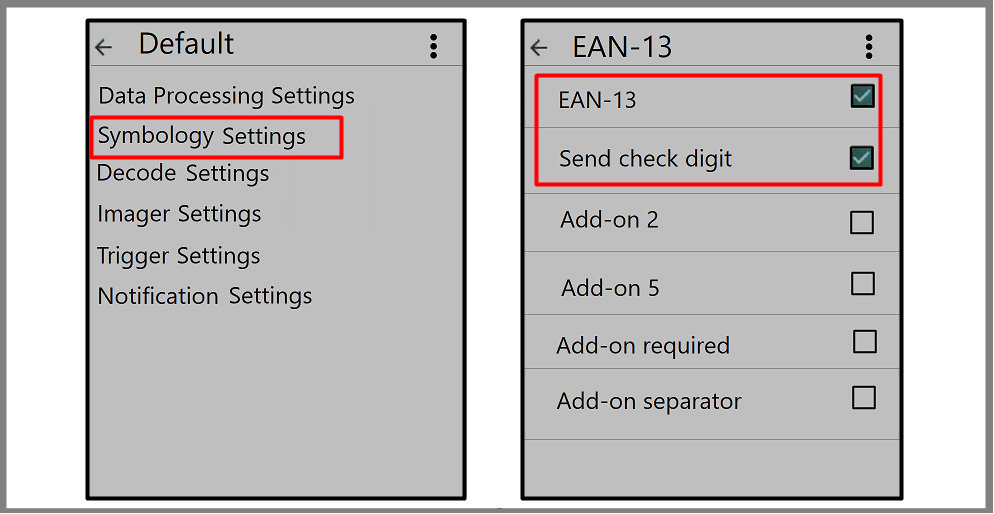 Default
Data Processing Settings
Symbology Settings
Decode Settings
Imager Settings
Trigger Settings
Notification Settings
EAN-13
EAN-13
Send check digit
Add-on 2
Add-on 5
Add-on required
Add-on separator